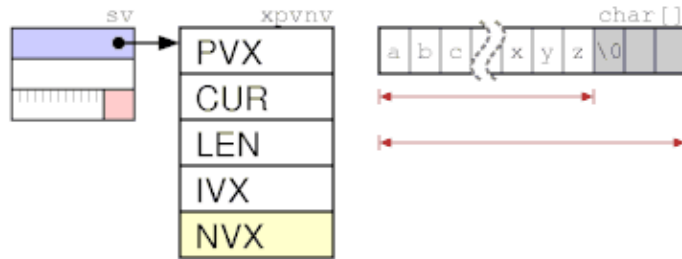 sv xpvnv char[]
PVX a b c x y z \0
CUR
LEN
IVX
NVX